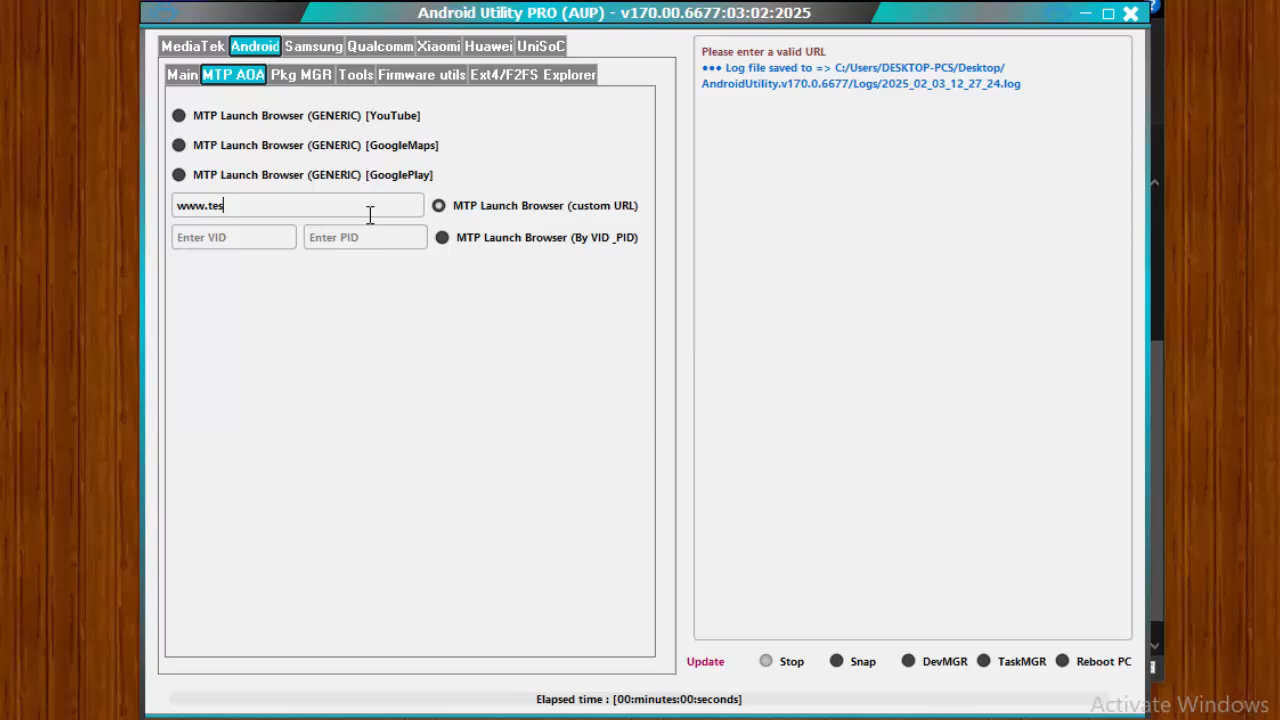 Android Utility PRO (AUP) - v170.00.6677:03:02:2025
MediaTek Android Samsung Qualcomm Xiaomi Huawei UniSoC
Main MTP AOA Pkg MGR Tools Firmware utils Ext4/F2FS Explorer
MTP Launch Browser (GENERIC) [YouTube]
MTP Launch Browser (GENERIC) [GoogleMaps]
MTP Launch Browser (GENERIC) [GooglePlay]
www.tes MTP Launch Browser (custom URL)
Enter VID Enter PID MTP Launch Browser (By VID _PID)
Please enter a valid URL
••• Log file saved to => C:/Users/DESKTOP-PCS/Desktop/
AndroidUtility.v170.0.6677/Logs/2025_02_03_12_27_24.log
Update Stop Snap DevMGR TaskMGR Reboot PC
Elapsed time : [00:minutes:00:seconds]
Activate Windows